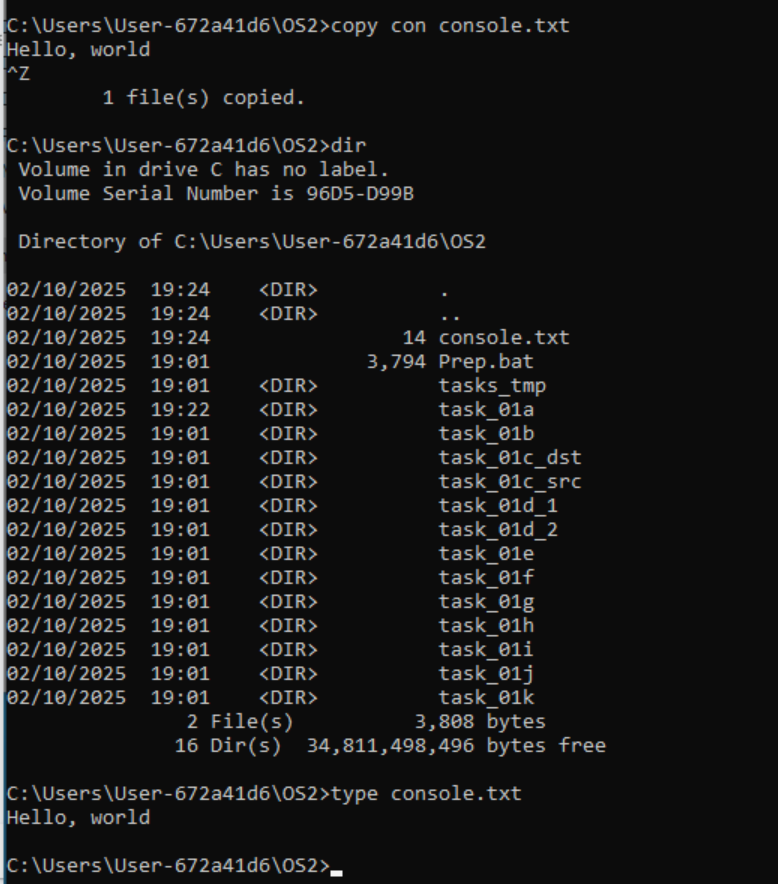 C:\Users\User-672a41d6\OS2>copy con console.txt
Hello, world
^Z
        1 file(s) copied.
C:\Users\User-672a41d6\OS2>dir
 Volume in drive C has no label.
 Volume Serial Number is 96D5-D99B
 Directory of C:\Users\User-672a41d6\OS2
02/10/2025  19:24    <DIR>          .
02/10/2025  19:24    <DIR>          ..
02/10/2025  19:24                14 console.txt
02/10/2025  19:01             3,794 Prep.bat
02/10/2025  19:01    <DIR>          tasks_tmp
02/10/2025  19:22    <DIR>          task_01a
02/10/2025  19:01    <DIR>          task_01b
02/10/2025  19:01    <DIR>          task_01c_dst
02/10/2025  19:01    <DIR>          task_01c_src
02/10/2025  19:01    <DIR>          task_01d_1
02/10/2025  19:01    <DIR>          task_01d_2
02/10/2025  19:01    <DIR>          task_01e
02/10/2025  19:01    <DIR>          task_01f
02/10/2025  19:01    <DIR>          task_01g
02/10/2025  19:01    <DIR>          task_01h
02/10/2025  19:01    <DIR>          task_01i
02/10/2025  19:01    <DIR>          task_01j
02/10/2025  19:01    <DIR>          task_01k
               2 File(s)          3,808 bytes
              16 Dir(s)  34,811,498,496 bytes free
C:\Users\User-672a41d6\OS2>type console.txt
Hello, world
C:\Users\User-672a41d6\OS2>